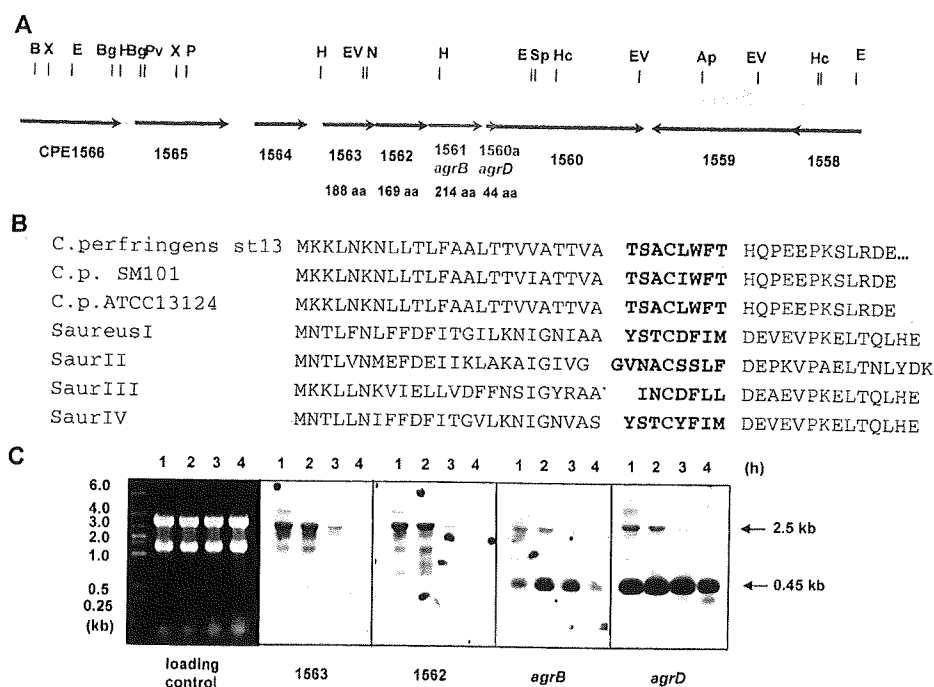 A
B X E Bg H Bg Pv X P H EV N H E Sp Hc EV Ap EV Hc E
CPE1566 1565 1564 1563 1562 1561 1560a 1560 1559 1558
agrB agrD
188 aa 169 aa 214 aa 44 aa
B
C.perfringens st13 MKKLNKNLLTLFAALTTVVATTVA TSACLWFT HQPEEPKSLRDE...
C.p. SM101 MKKLNKNLLTLFAALTTVIATTVA TSACIWFT HQPEEPKSLRDE
C.p.ATCC13124 MKKLNKNLLTLFAALTTVVATTVA TSACLWFT HQPEEPKSLRDE
SaureusI MNTLFNLFFDFITGILKNIGNIAA YSTCDFIM DEVEVPKELTQLHE
SaurII MNTLVNMEFDEIIKLAKAIGIVG GVNACSSLF DEPKVPAELTNLYDK
SaurIII MKKLLNKVIELLVDFFNSIGYRAA INCDFLL DEAEVPKELTQLHE
SaurIV MNTLLNIFFDFITGVLKNIGNVAS YSTCYFIM DEVEVPKELTQLHE
C
1 2 3 4 1 2 3 4 1 2 3 4 1 2 3 4 1 2 3 4 (h)
6.0
4.0
3.0
2.0
1.0
0.5
0.25
(kb)
2.5 kb
0.45 kb
loading control 1563 1562 agrB agrD